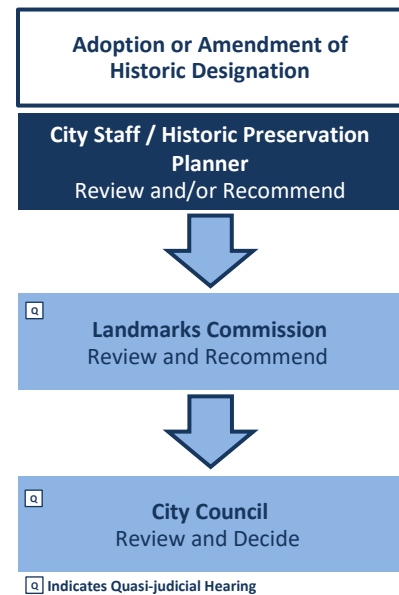 Adoption or Amendment of
Historic Designation
City Staff / Historic Preservation
Planner
Review and/or Recommend
Q
Landmarks Commission
Review and Recommend
Q
City Council
Review and Decide
Q Indicates Quasi-judicial Hearing